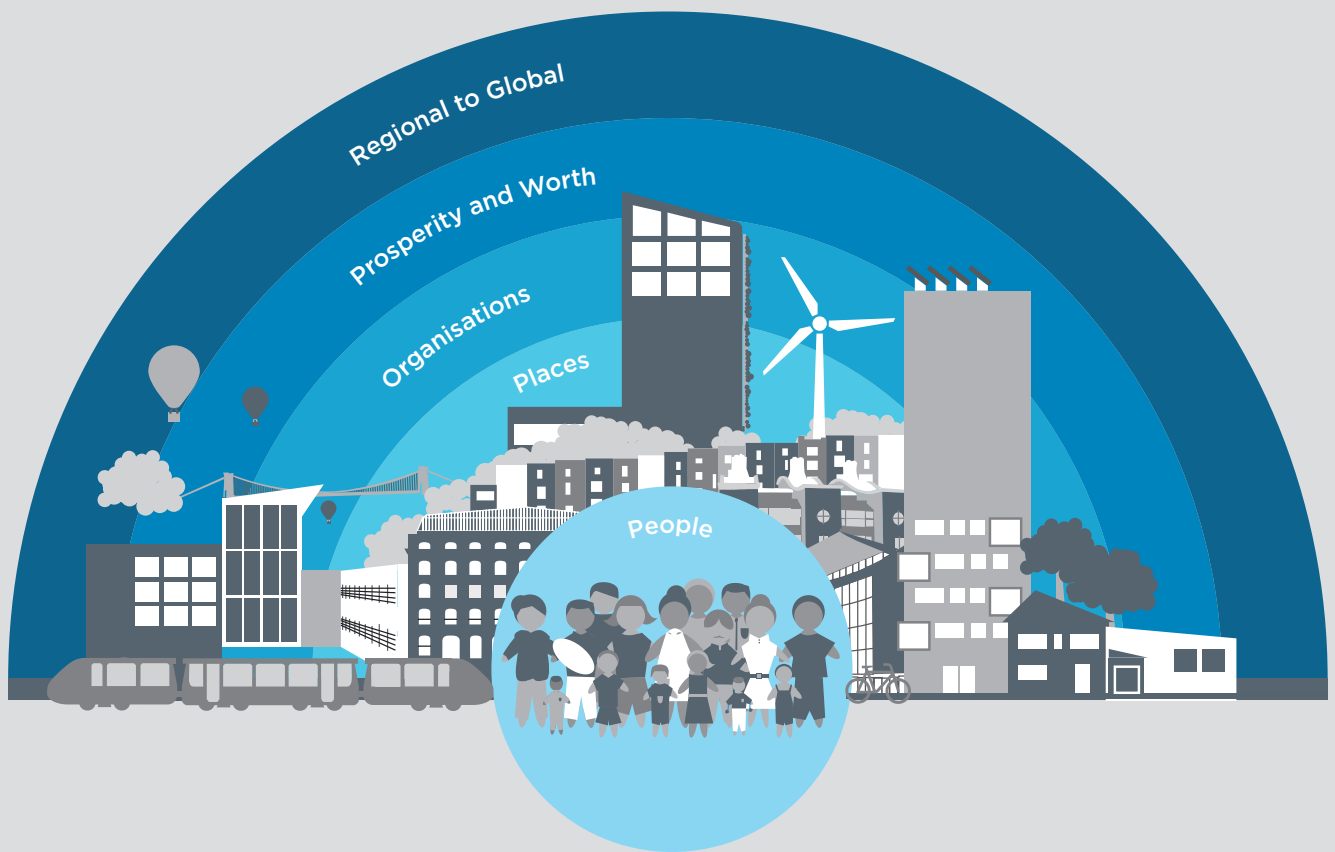 Regional to Global
Prosperity and Worth
Organisations
Places
People